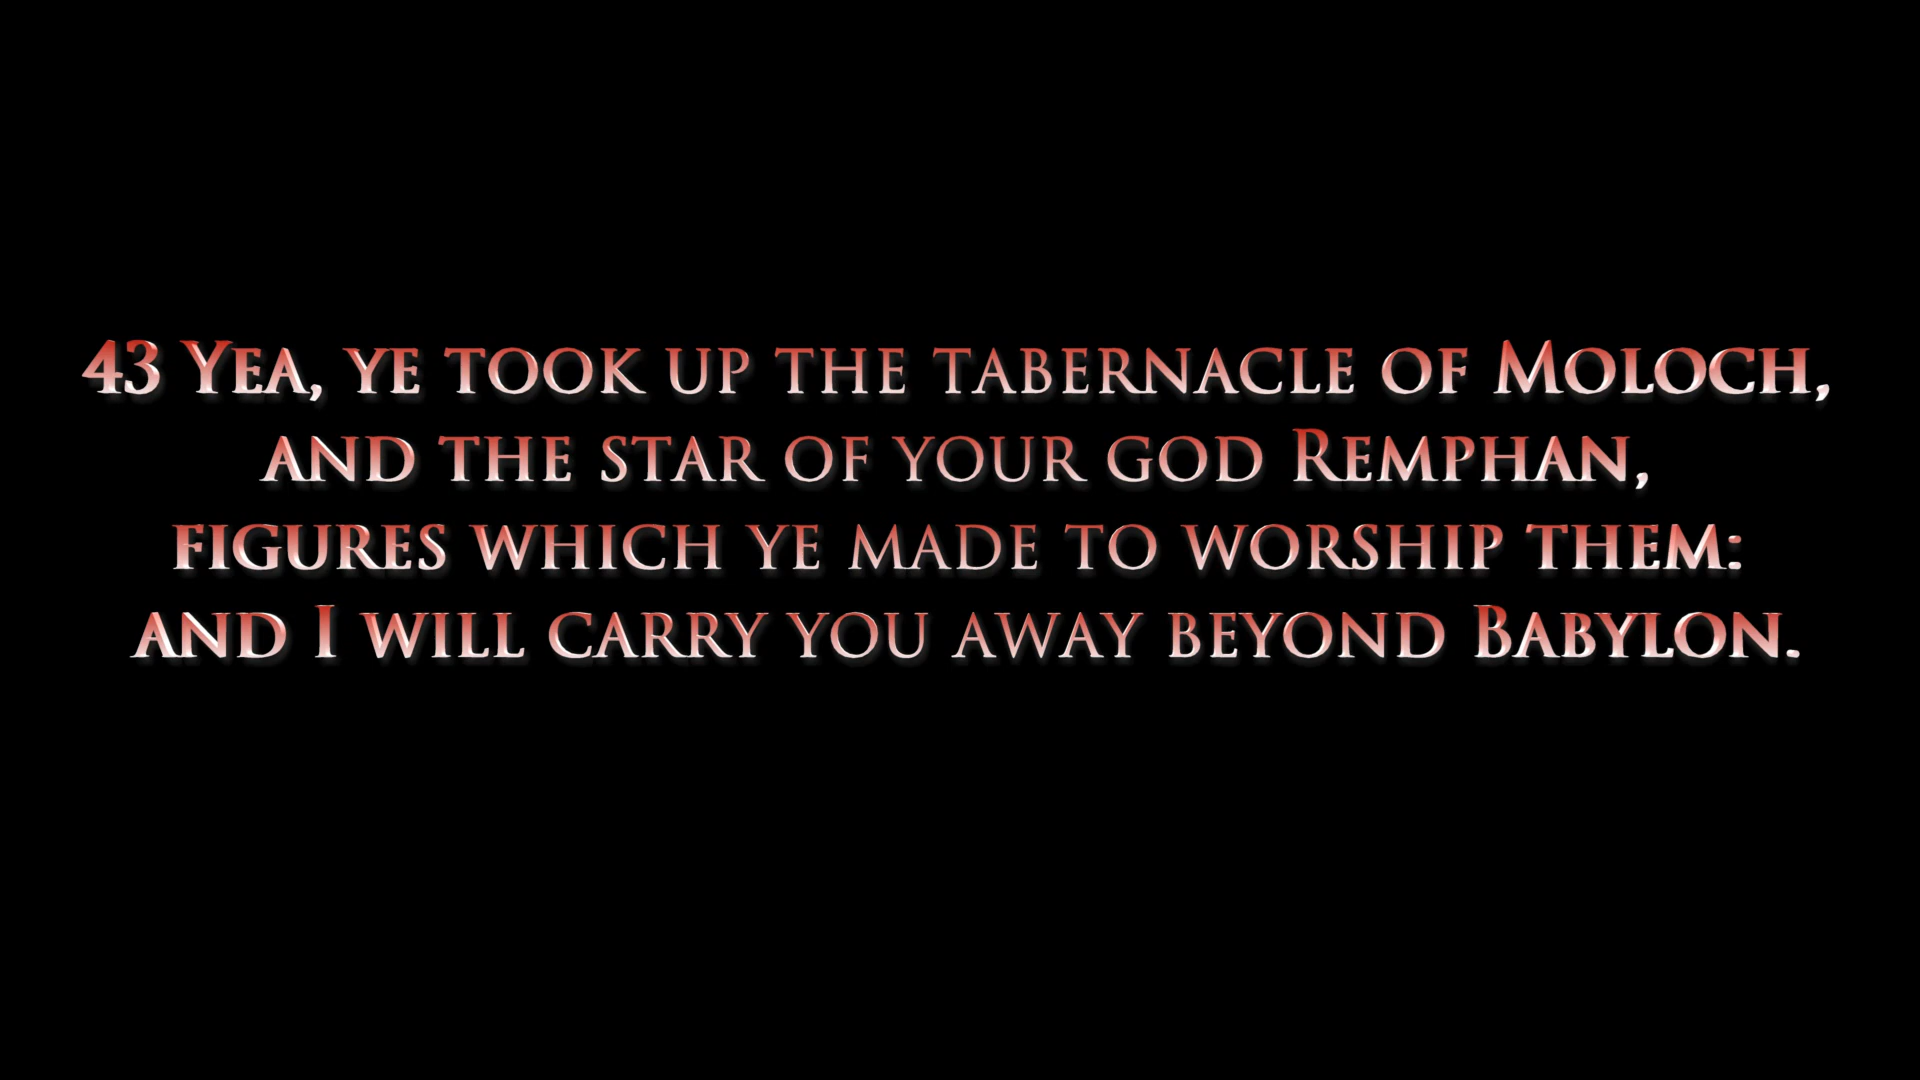 43 Yea, ye took up the tabernacle of Moloch,
and the star of your god Remphan,
figures which ye made to worship them:
and I will carry you away beyond Babylon.